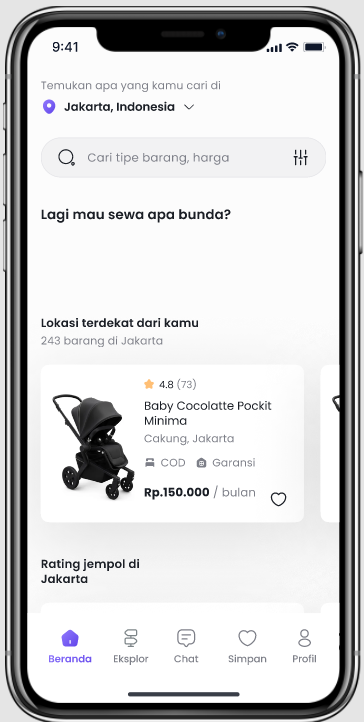 9:41
Temukan apa yang kamu cari di
Jakarta, Indonesia
Cari tipe barang, harga
Lagi mau sewa apa bunda?
Lokasi terdekat dari kamu
243 barang di Jakarta
4.8 (73)
Baby Cocolatte Pockit
Minima
Cakung, Jakarta
COD Garansi
Rp.150.000 / bulan
Rating jempol di
Jakarta
Beranda Eksplor Chat Simpan Profil